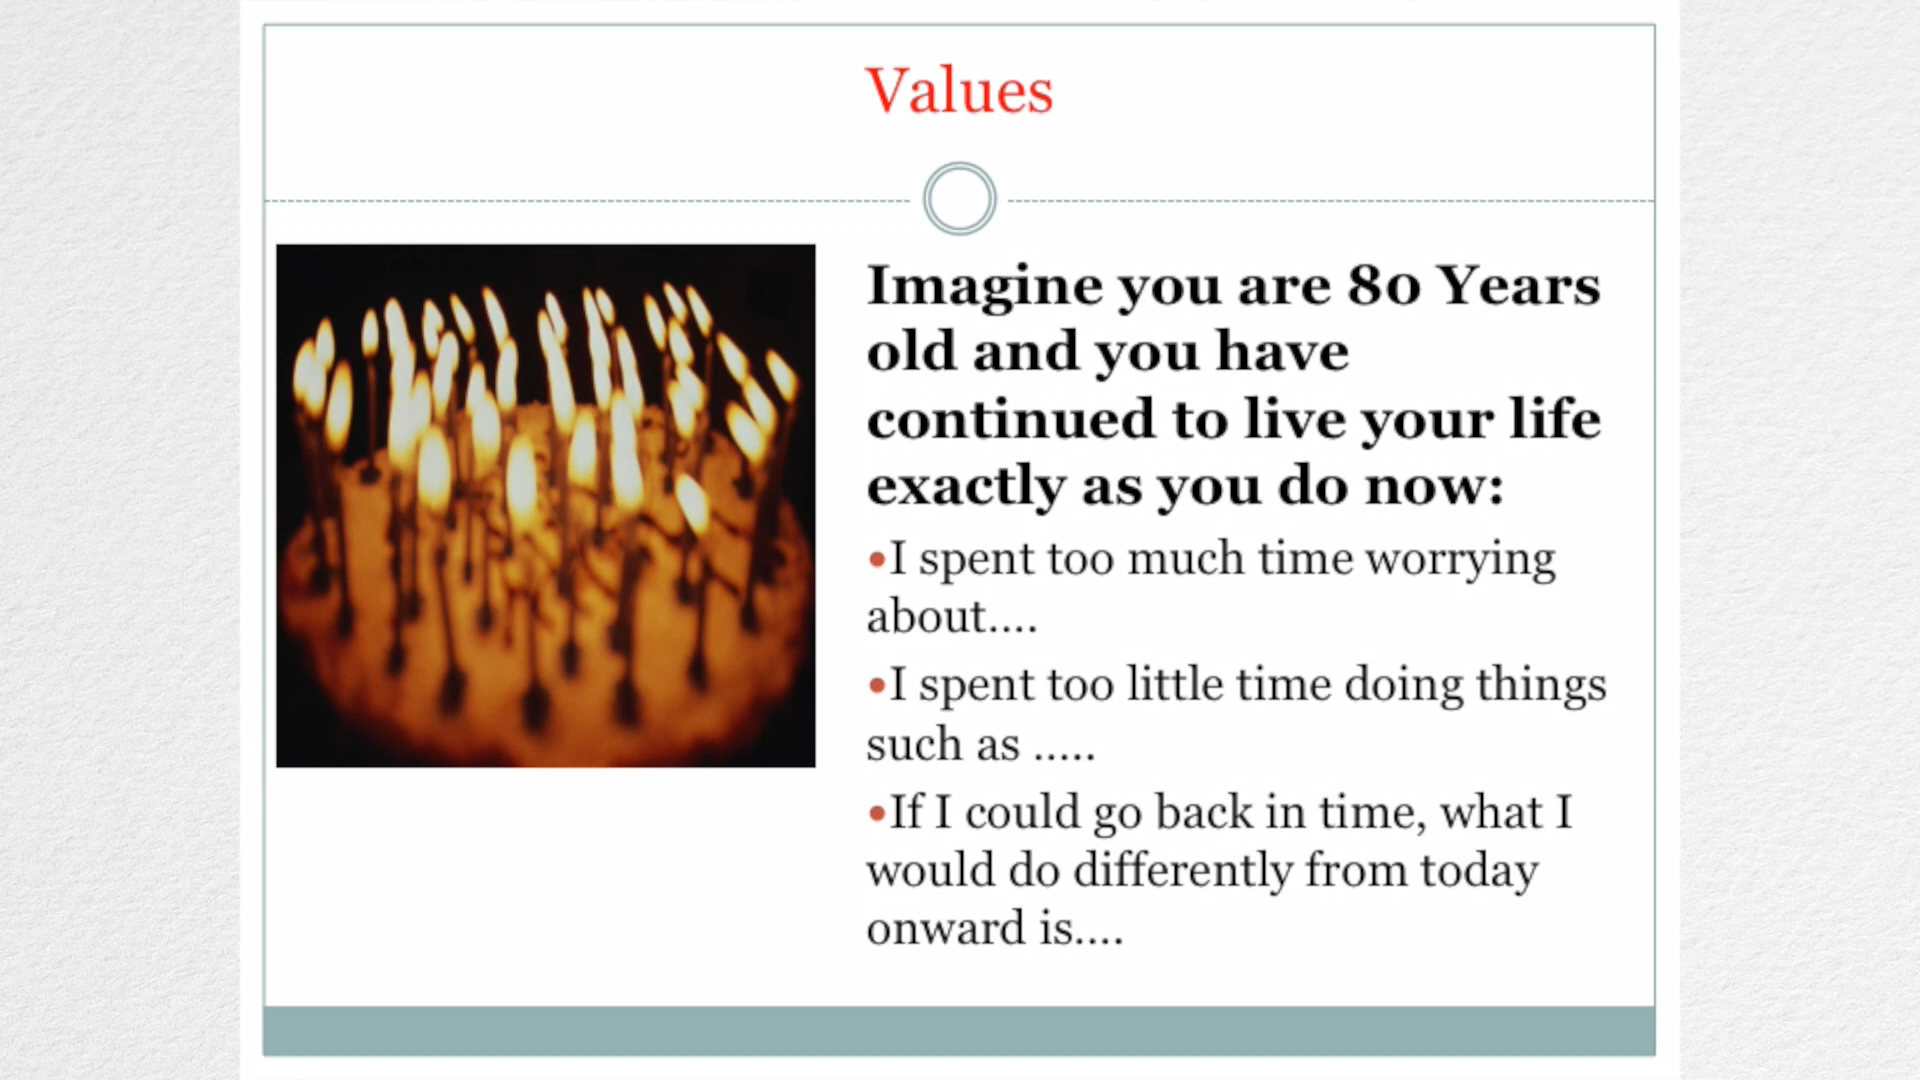 Values
Imagine you are 80 Years
old and you have
continued to live your life
exactly as you do now:
•I spent too much time worrying
about....
•I spent too little time doing things
such as .....
•If I could go back in time, what I
would do differently from today
onward is....